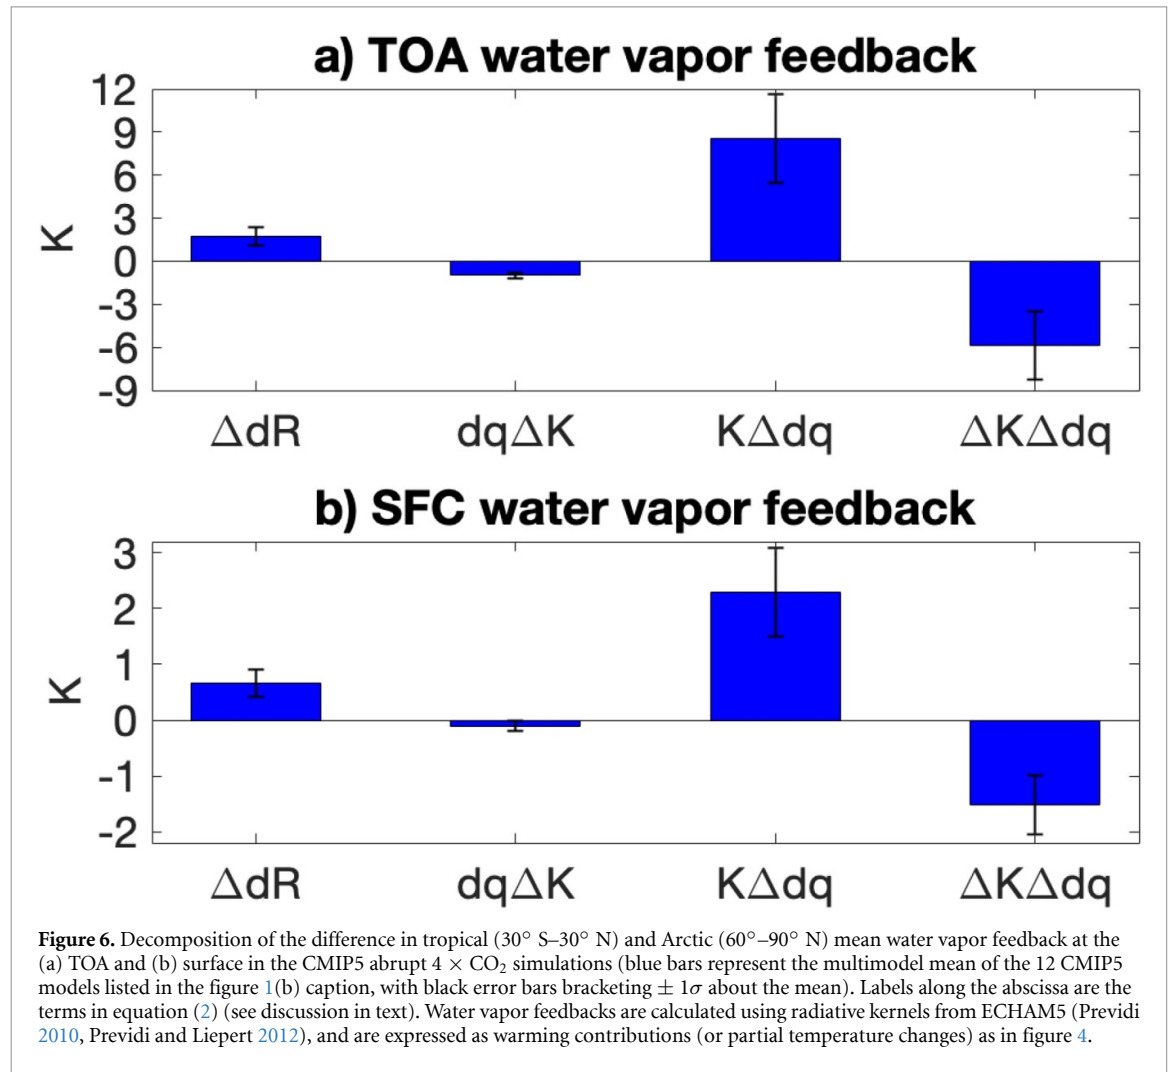 a) TOA water vapor feedback
12
9
6
3
0
-3
-6
-9
K
ΔdR
dqΔK
KΔdq
ΔKΔdq
b) SFC water vapor feedback
3
2
1
0
-1
-2
K
ΔdR
dqΔK
KΔdq
ΔKΔdq
Figure 6. Decomposition of the difference in tropical (30° S–30° N) and Arctic (60°–90° N) mean water vapor feedback at the
(a) TOA and (b) surface in the CMIP5 abrupt 4 × CO₂ simulations (blue bars represent the multimodel mean of the 12 CMIP5
models listed in the figure 1(b) caption, with black error bars bracketing ± 1σ about the mean). Labels along the abscissa are the
terms in equation (2) (see discussion in text). Water vapor feedbacks are calculated using radiative kernels from ECHAM5 (Previdi
2010, Previdi and Liepert 2012), and are expressed as warming contributions (or partial temperature changes) as in figure 4.